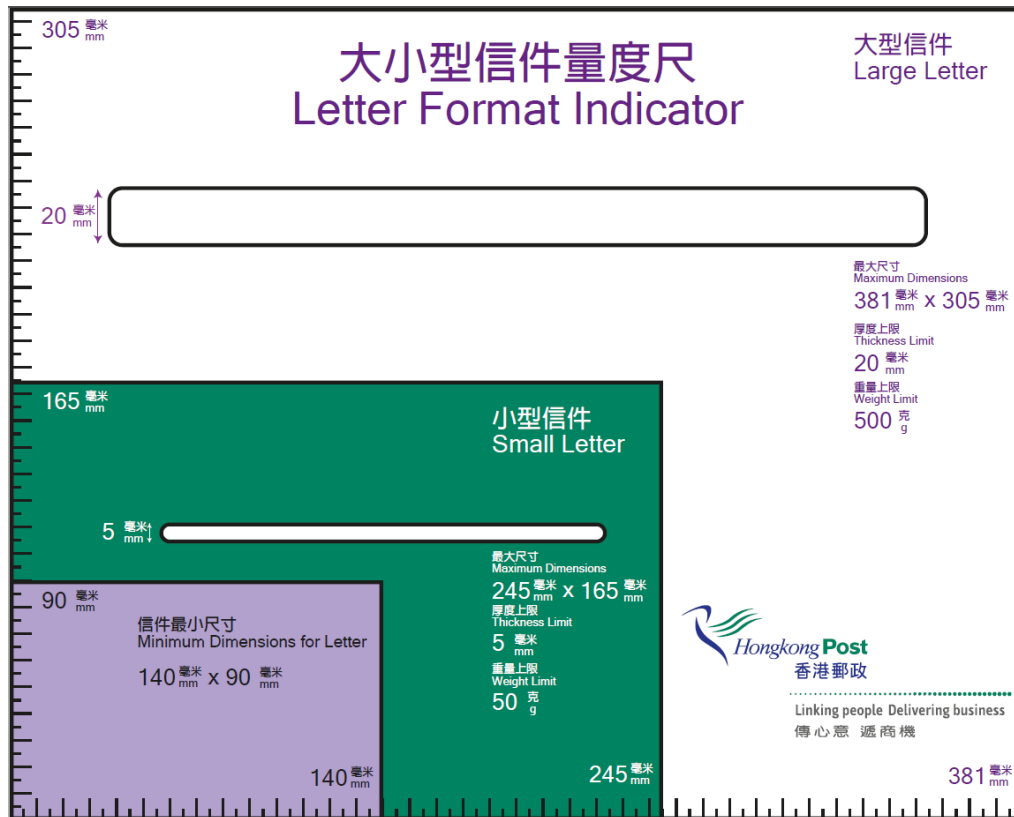 305 毫米 mm
大小型信件量度尺
Letter Format Indicator
大型信件
Large Letter
20 毫米 mm
最大尺寸
Maximum Dimensions
381 毫米 mm x 305 毫米 mm
厚度上限
Thickness Limit
20 毫米 mm
重量上限
Weight Limit
500 克 g
165 毫米 mm
小型信件
Small Letter
5 毫米 mm
最大尺寸
Maximum Dimensions
245 毫米 mm x 165 毫米 mm
厚度上限
Thickness Limit
5 毫米 mm
重量上限
Weight Limit
50 克 g
90 毫米 mm
信件最小尺寸
Minimum Dimensions for Letter
140 毫米 mm x 90 毫米 mm
140 毫米 mm
245 毫米 mm
Hongkong Post
香港郵政
Linking people Delivering business
傳心意 遞商機
381 毫米 mm